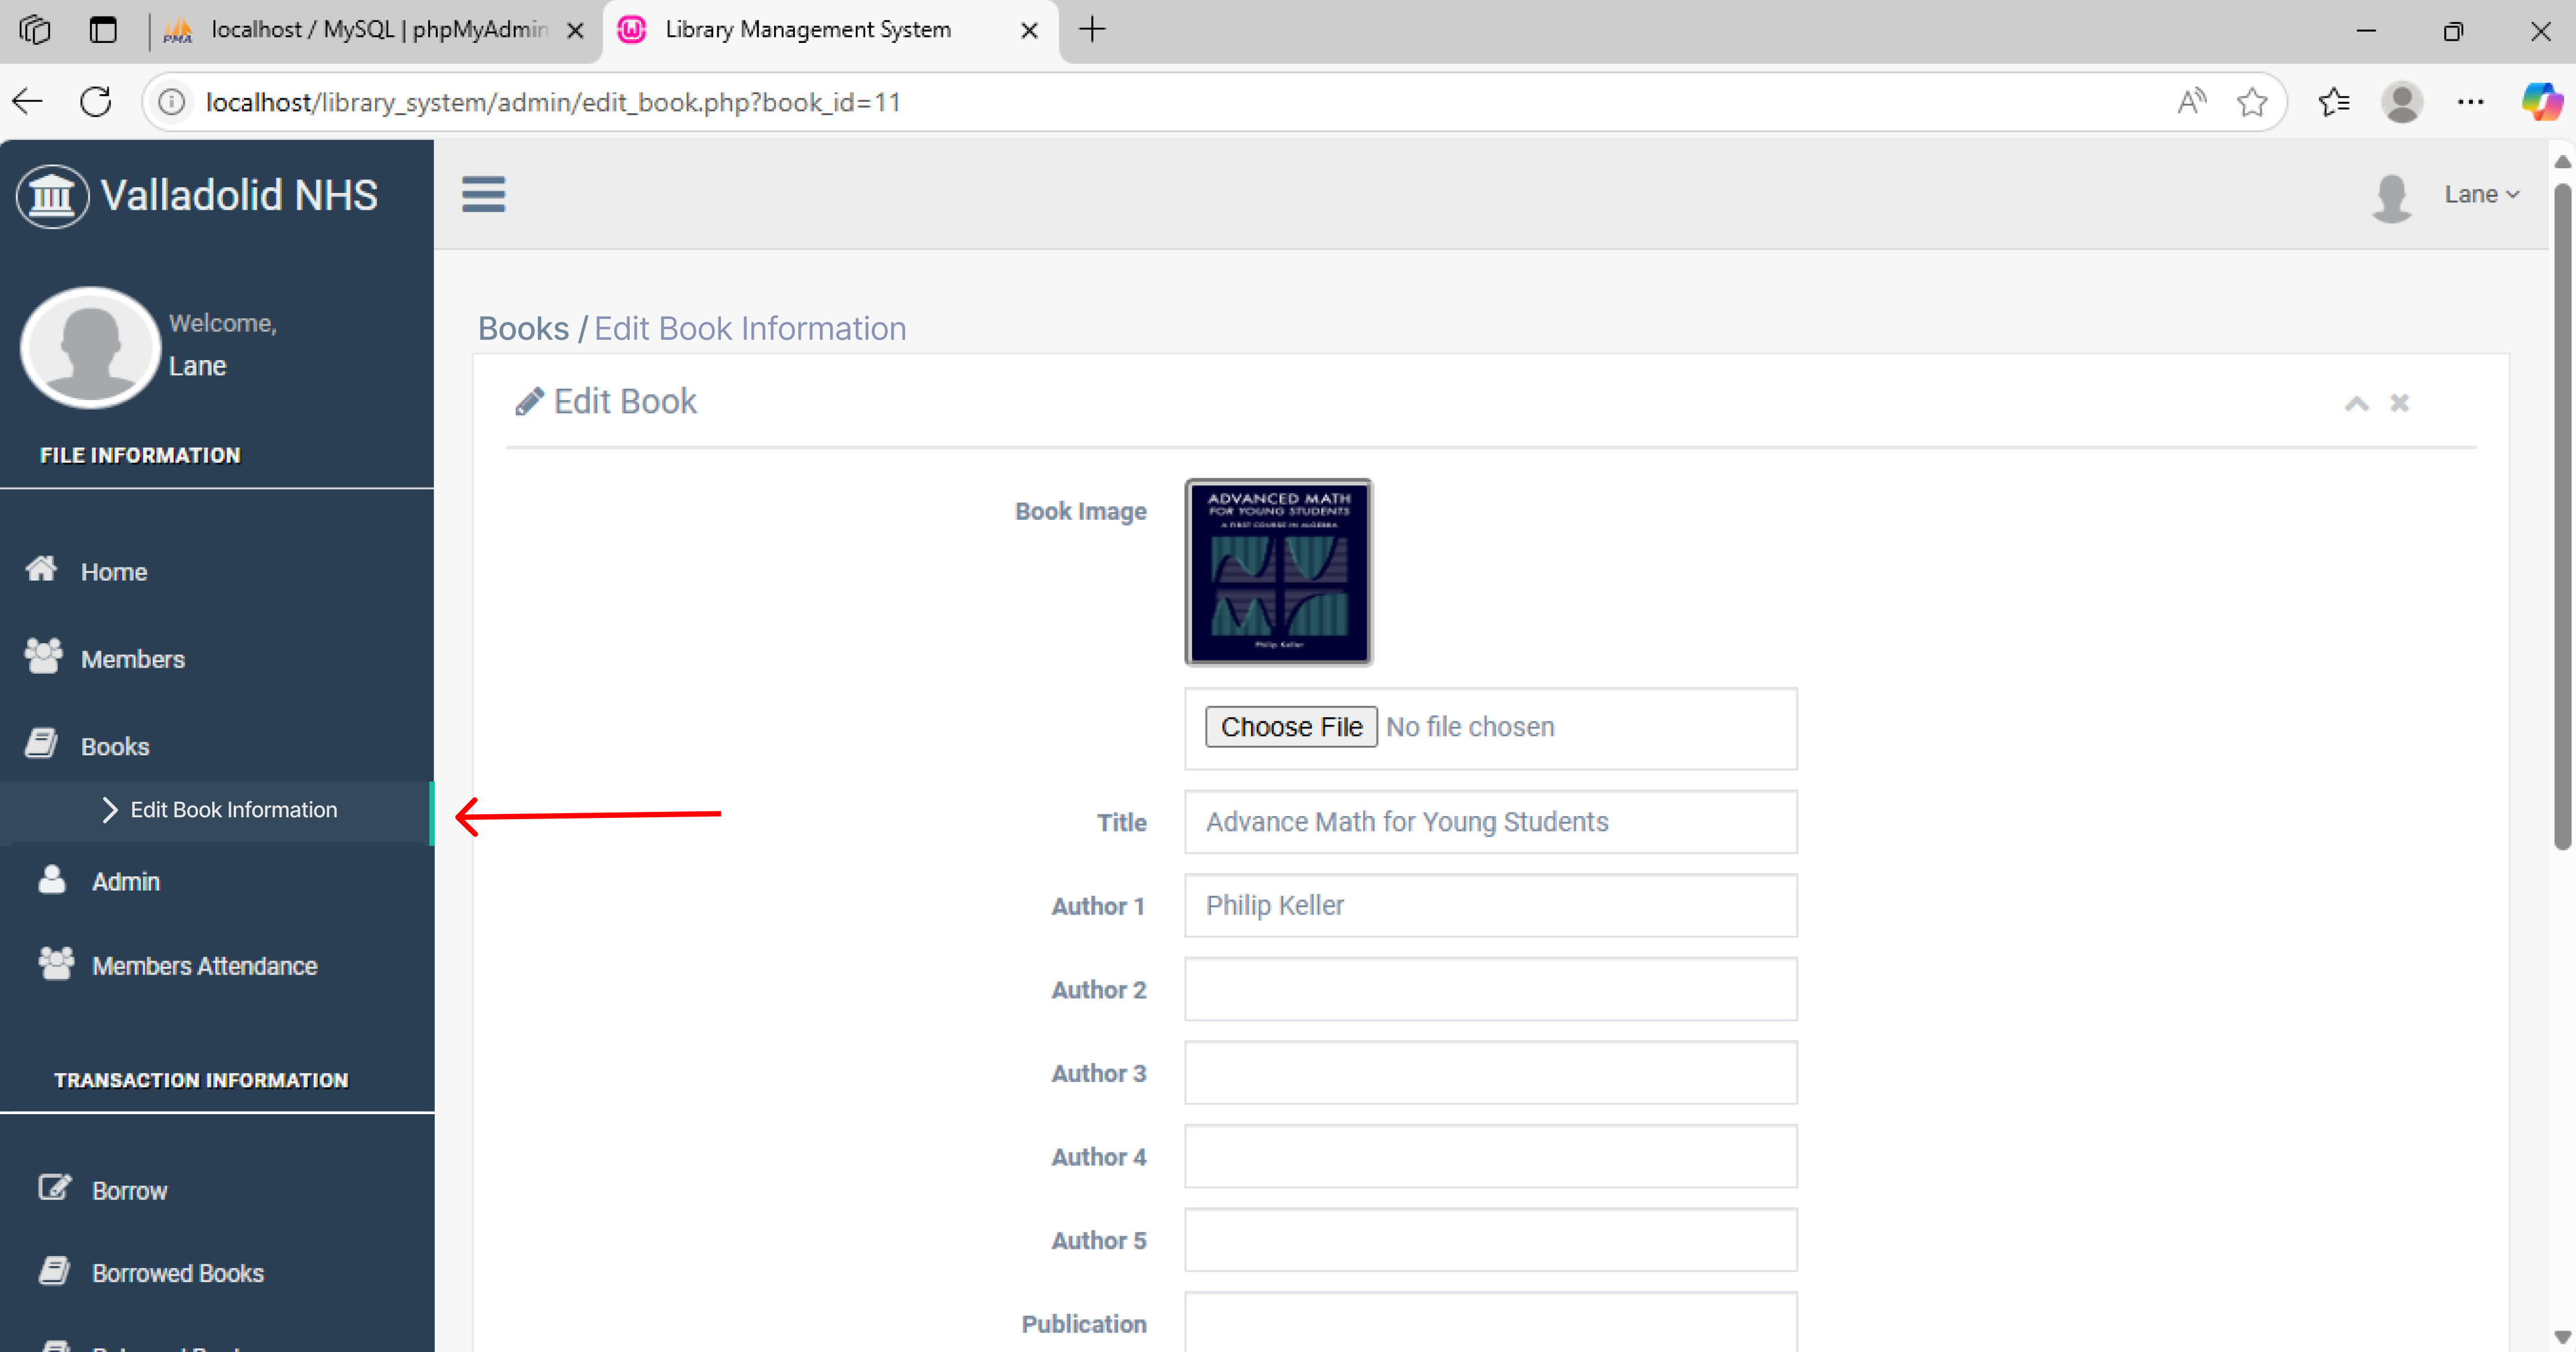 localhost / MySQL | phpMyAdmin
Library Management System
localhost/library_system/admin/edit_book.php?book_id=11
Valladolid NHS
Lane
Welcome,
Lane
FILE INFORMATION
Home
Members
Books
Edit Book Information
Admin
Members Attendance
TRANSACTION INFORMATION
Borrow
Borrowed Books
Books / Edit Book Information
Edit Book
Book Image
ADVANCED MATH
FOR YOUNG STUDENTS
A FIRST COURSE IN ALGEBRA
Philip Keller
Choose File No file chosen
Title Advance Math for Young Students
Author 1 Philip Keller
Author 2
Author 3
Author 4
Author 5
Publication